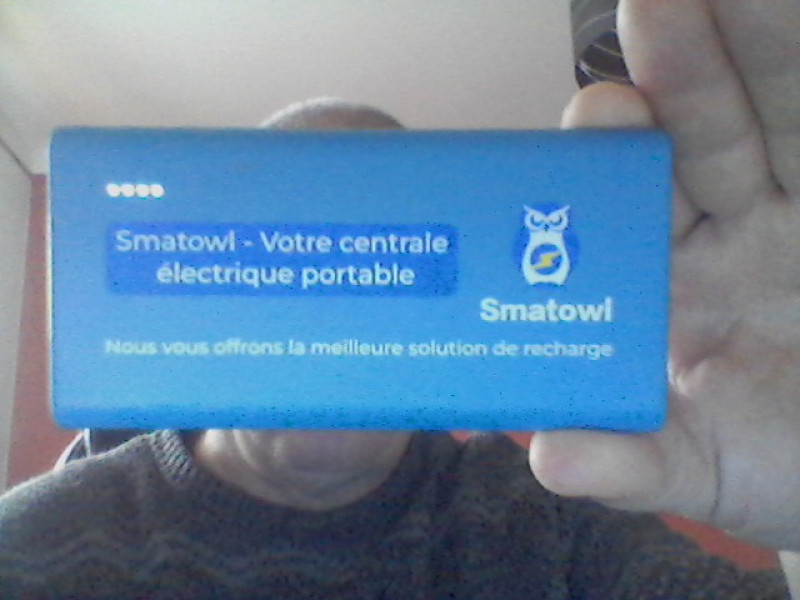 Smatowl - Votre centrale
électrique portable
Smatowl
Nous vous offrons la meilleure solution de recharge